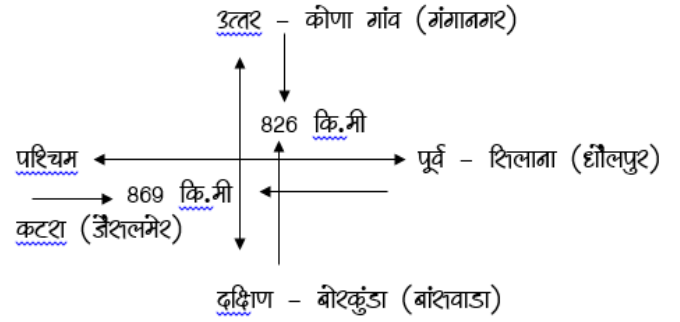 उत्तर – कोणा गांव (गंगानगर)
826 कि.मी
पश्चिम
पूर्व – सिलाना (धौलपुर)
869 कि.मी
कटरा (जैसलमेर)
दक्षिण – बोरकुंडा (बांसवाडा)